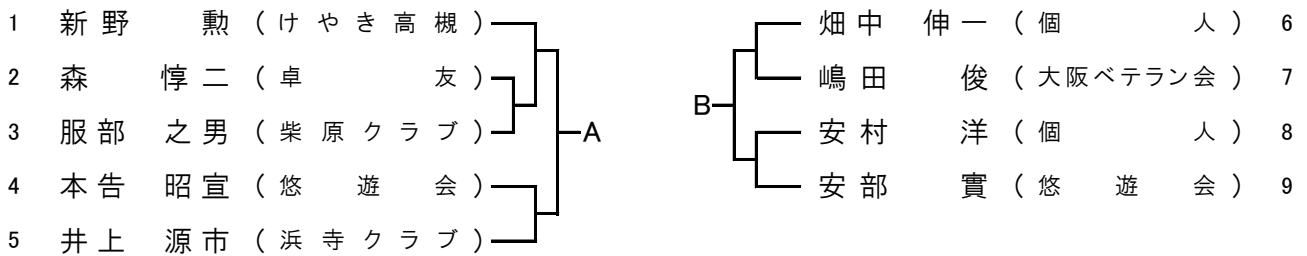 1 新野 勲 (けやき高槻)
2 森 惇二 (卓友)
3 服部 之男 (柴原クラブ)
4 本告 昭宣 (悠遊会)
5 井上 源市 (浜寺クラブ)
A
B
畑中 伸一 (個人) 6
嶋田 俊 (大阪ベテラン会) 7
安村 洋 (個人) 8
安部 實 (悠遊会) 9